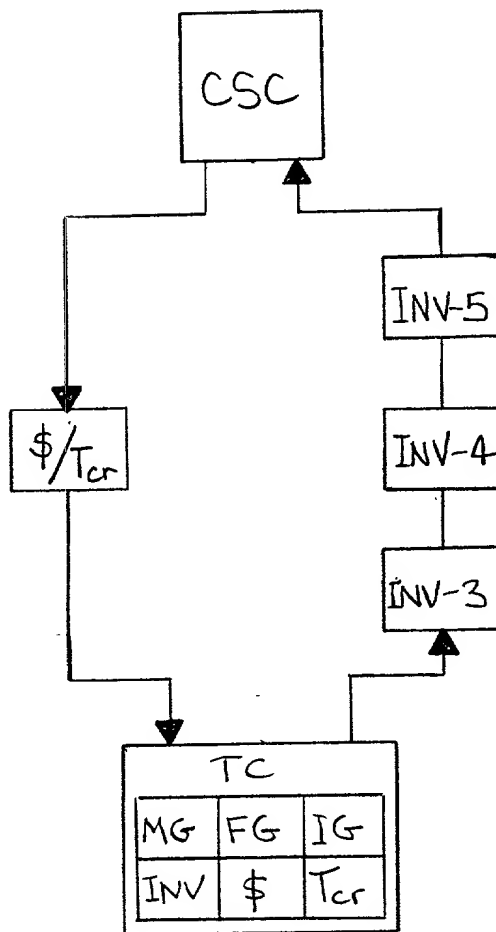 CSC
INV-5
$/Tcr
INV-4
INV-3
TC
MG FG IG
INV $ Tcr